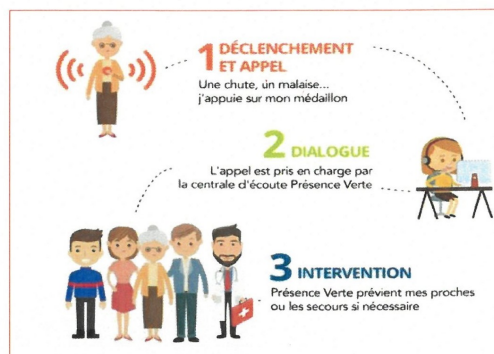 1 DÉCLENCHEMENT
ET APPEL
Une chute, un malaise...
j'appuie sur mon médaillon
2 DIALOGUE
L'appel est pris en charge par
la centrale d'écoute Présence Verte
3 INTERVENTION
Présence Verte prévient mes proches
ou les secours si nécessaire